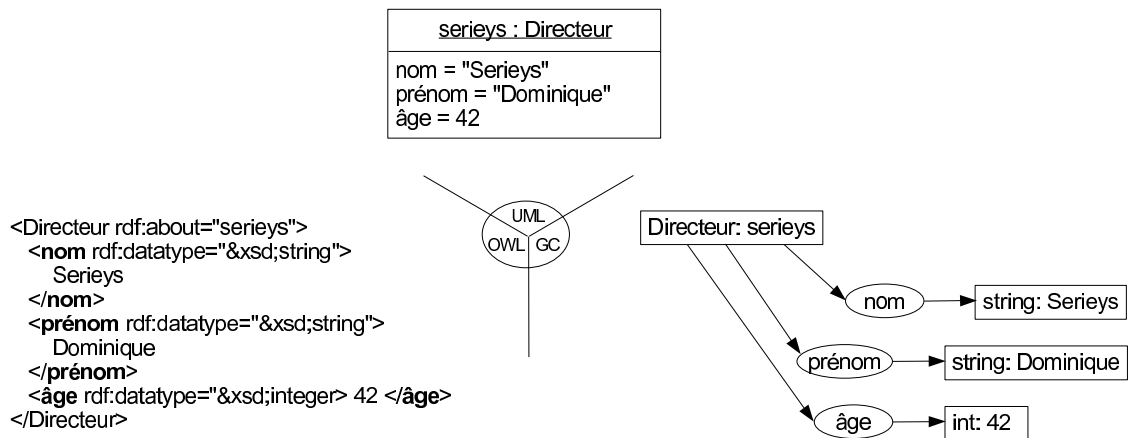 serieys : Directeur
nom = "Serieys"
prénom = "Dominique"
âge = 42
UML
OWL GC
<Directeur rdf:about="serieys">
<nom rdf:datatype="&xsd;string">
Serieys
</nom>
<prénom rdf:datatype="&xsd;string">
Dominique
</prénom>
<âge rdf:datatype="&xsd;integer> 42 </âge>
</Directeur>
Directeur: serieys
nom
string: Serieys
prénom
string: Dominique
âge
int: 42